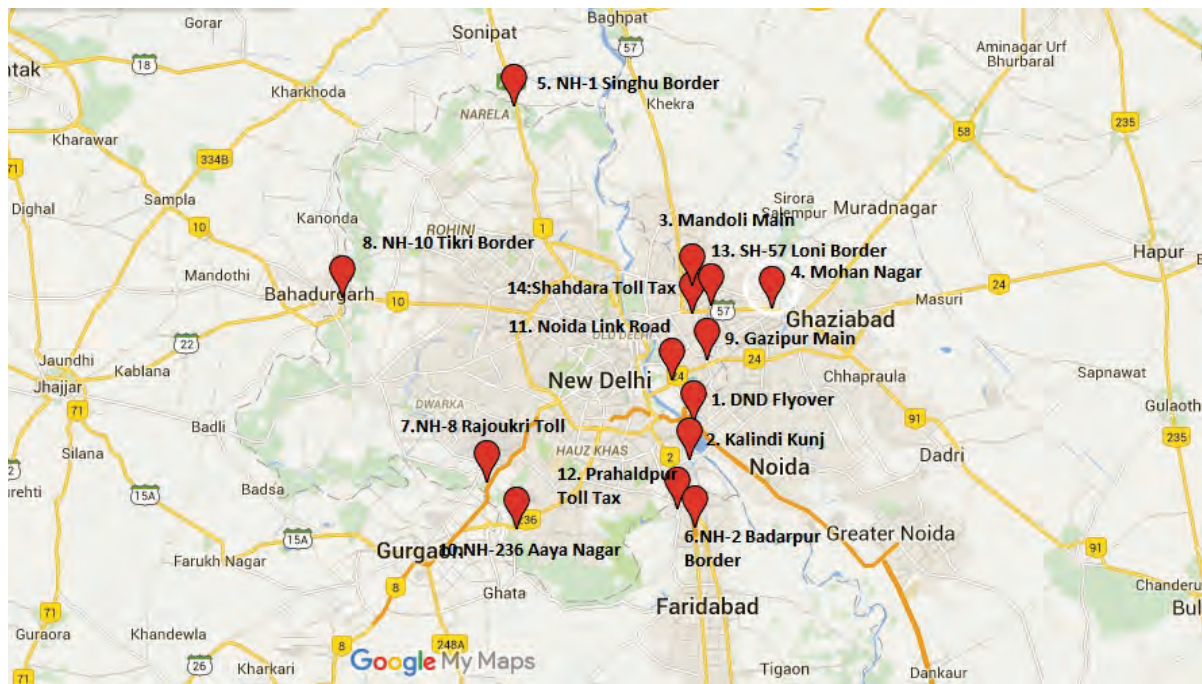 Gorar
Sonipat
Baghpat
57
Aminagar Urf
Bhurbaral
ntak
18
Kharkhoda
5. NH-1 Singhu Border
Khekra
NARELA
235
Kharawar
334B
58
71
Sampla
Sirora
Salempur
Muradnagar
Dighal
10
Kanonda
ROHINI
1
3. Mandoli Main
8. NH-10 Tikri Border
13. SH-57 Loni Border
Hapur
Mandothi
4. Mohan Nagar
Bahadurgarh
10
14:Shahdara Toll Tax
57
Masuri
24
11. Noida Link Road
Ghaziabad
22
OLD DELHI
9. Gazipur Main
Jaundhi
Kablana
24
24
Jhajjar
New Delhi
Chhapraula
Sapnawat
71
DWARKA
1. DND Flyover
Gulaoth
Badli
7.NH-8 Rajoukri Toll
91
235
Silana
HAUZ KHAS
2
2. Kalindi Kunj
Dadri
urehti
15A
Badsa
12. Prahaldpur
Toll Tax
Noida
236
15A
Gurgaon
10.NH-236 Aaya Nagar
6.NH-2 Badarpur
Border
Greater Noida
91
Farukh Nagar
8
Ghata
Faridabad
Chanderu
Bul
71
Guraora
Khandewla
8
248A
26
Kharkari
Google My Maps
Tigaon
Dankaur